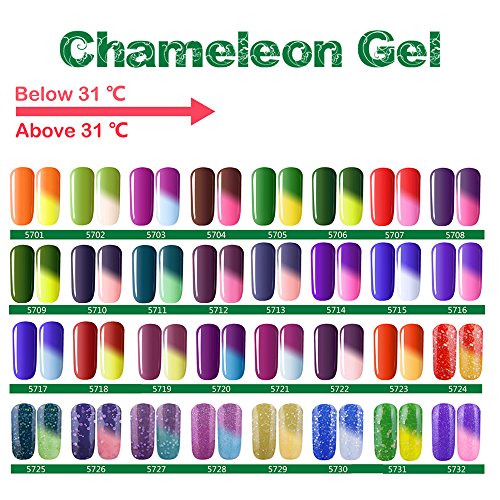 Chameleon Gel
Below 31 ℃
Above 31 ℃
5701 5702 5703 5704 5705 5706 5707 5708
5709 5710 5711 5712 5713 5714 5715 5716
5717 5718 5719 5720 5721 5722 5723 5724
5725 5726 5727 5728 5729 5730 5731 5732